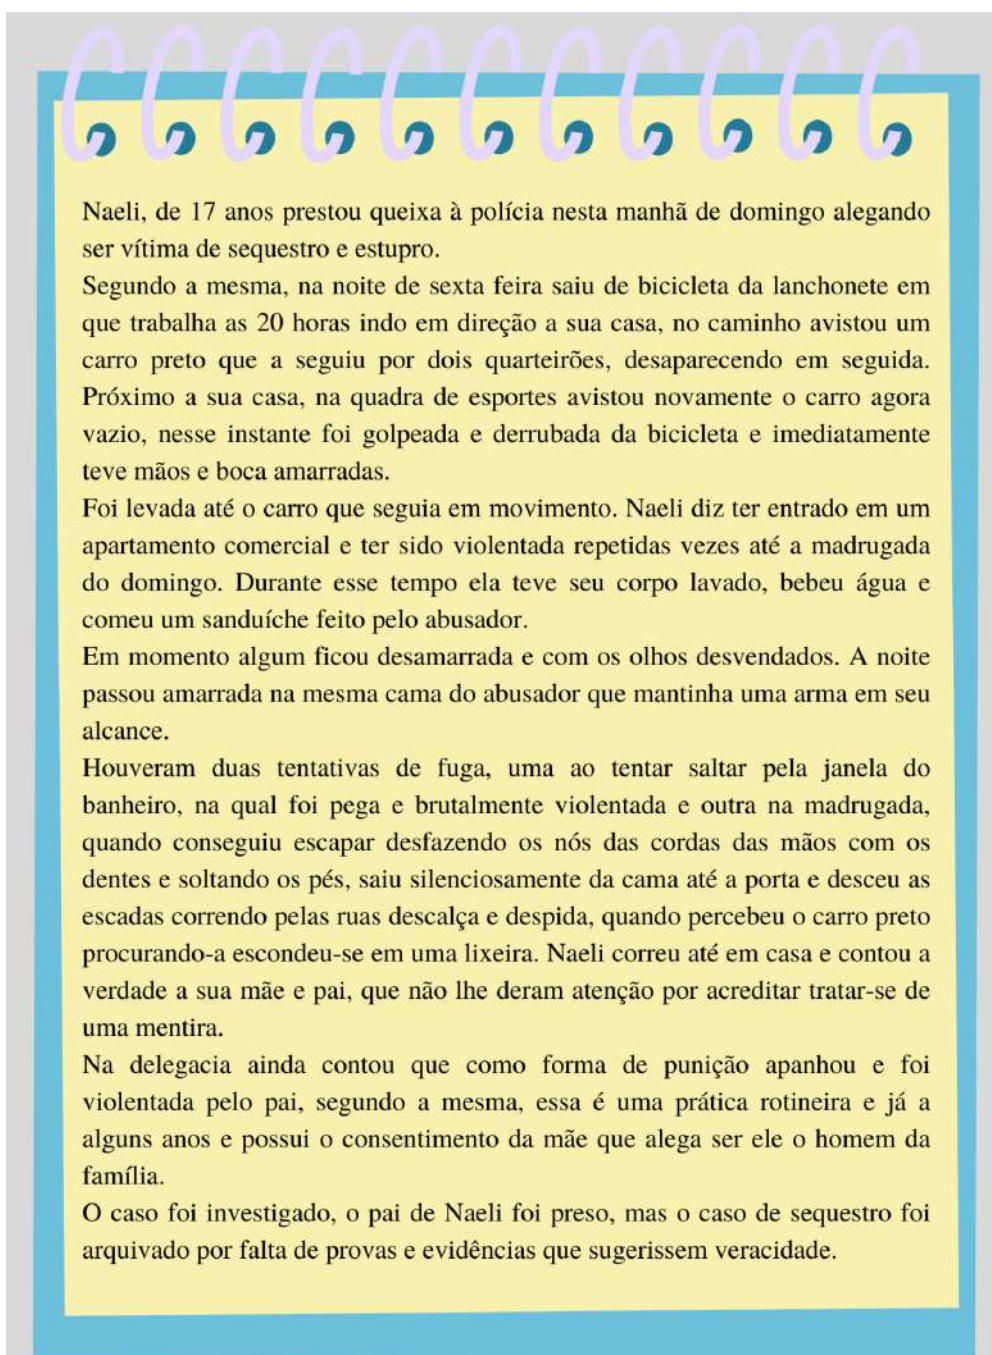 Naeli, de 17 anos prestou queixa à polícia nesta manhã de domingo alegando
ser vítima de sequestro e estupro.
Segundo a mesma, na noite de sexta feira saiu de bicicleta da lanchonete em
que trabalha as 20 horas indo em direção a sua casa, no caminho avistou um
carro preto que a seguiu por dois quarteirões, desaparecendo em seguida.
Próximo a sua casa, na quadra de esportes avistou novamente o carro agora
vazio, nesse instante foi golpeada e derrubada da bicicleta e imediatamente
teve mãos e boca amarradas.
Foi levada até o carro que seguia em movimento. Naeli diz ter entrado em um
apartamento comercial e ter sido violentada repetidas vezes até a madrugada
do domingo. Durante esse tempo ela teve seu corpo lavado, bebeu água e
comeu um sanduíche feito pelo abusador.
Em momento algum ficou desamarrada e com os olhos desvendados. A noite
passou amarrada na mesma cama do abusador que mantinha uma arma em seu
alcance.
Houveram duas tentativas de fuga, uma ao tentar saltar pela janela do
banheiro, na qual foi pega e brutalmente violentada e outra na madrugada,
quando conseguiu escapar desfazendo os nós das cordas das mãos com os
dentes e soltando os pés, saiu silenciosamente da cama até a porta e desceu as
escadas correndo pelas ruas descalça e despida, quando percebeu o carro preto
procurando-a escondeu-se em uma lixeira. Naeli correu até em casa e contou a
verdade a sua mãe e pai, que não lhe deram atenção por acreditar tratar-se de
uma mentira.
Na delegacia ainda contou que como forma de punição apanhou e foi
violentada pelo pai, segundo a mesma, essa é uma prática rotineira e já a
alguns anos e possui o consentimento da mãe que alega ser ele o homem da
família.
O caso foi investigado, o pai de Naeli foi preso, mas o caso de sequestro foi
arquivado por falta de provas e evidências que sugerissem veracidade.